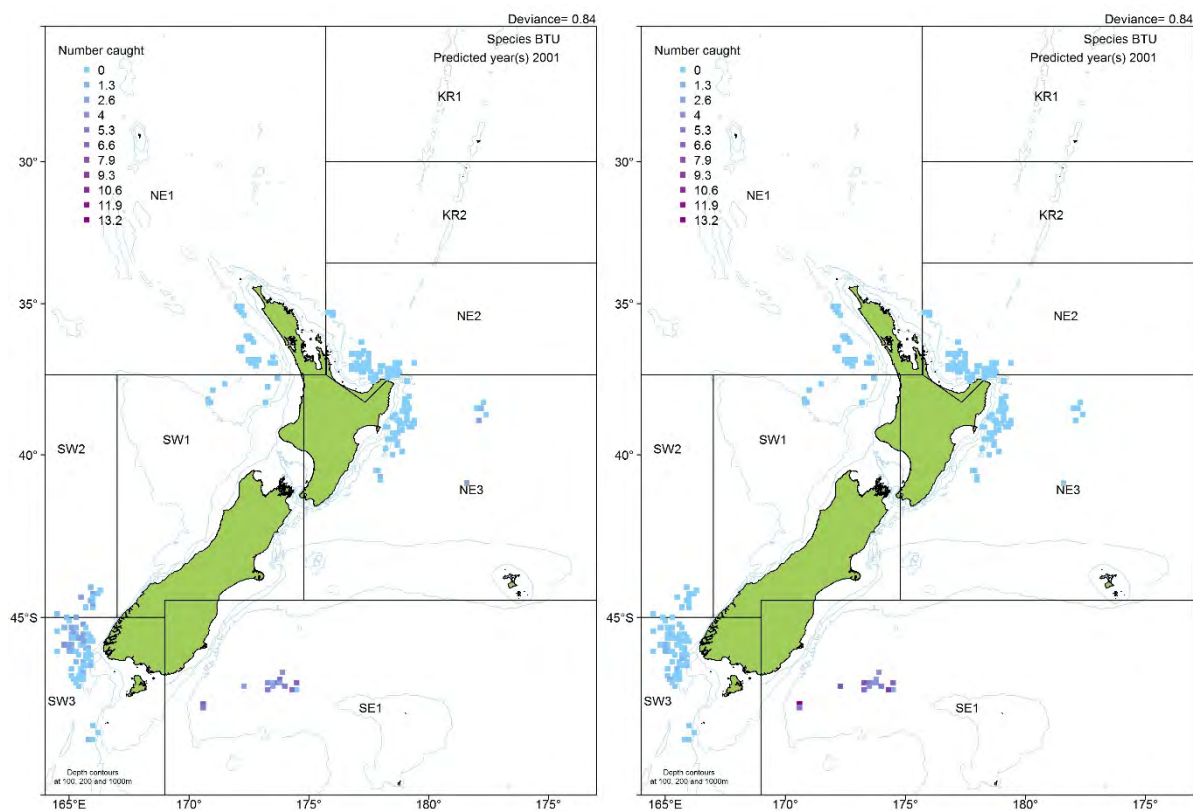 Deviance= 0.84
Species BTU
Predicted year(s) 2001
Number caught
0
1.3
2.6
4
5.3
6.6
7.9
9.3
10.6
11.9
13.2
KR1
30°
NE1
KR2
35°
NE2
SW1
SW2
40°
NE3
45°S
SW3
SE1
Depth contours
at 100, 200 and 1000m
165°E
170°
175°
180°
175°
Deviance= 0.84
Species BTU
Predicted year(s) 2001
Number caught
0
1.3
2.6
4
5.3
6.6
7.9
9.3
10.6
11.9
13.2
KR1
30°
NE1
KR2
35°
NE2
SW1
SW2
40°
NE3
45°S
SW3
SE1
Depth contours
at 100, 200 and 1000m
165°E
170°
175°
180°
175°